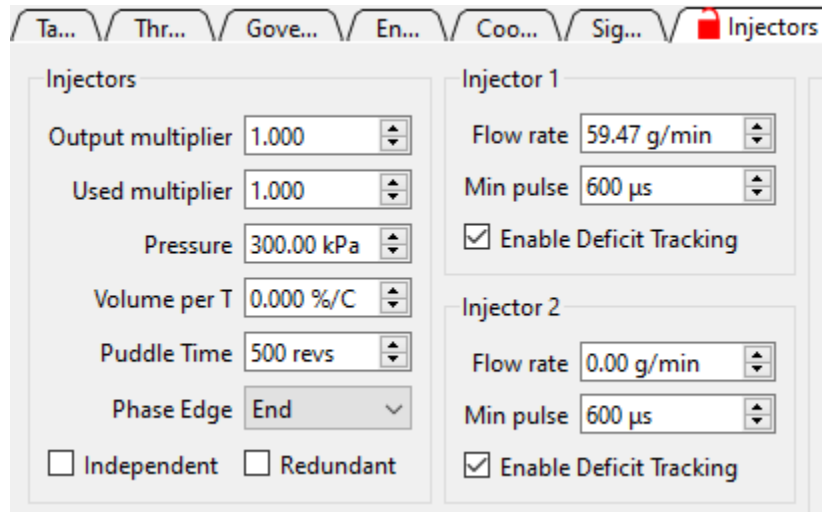 Ta... Thr... Gove... En... Coo... Sig... Injectors
Injectors
Output multiplier 1.000
Used multiplier 1.000
Pressure 300.00 kPa
Volume per T 0.000 %/C
Puddle Time 500 revs
Phase Edge End
Independent Redundant
Injector 1
Flow rate 59.47 g/min
Min pulse 600 µs
Enable Deficit Tracking
Injector 2
Flow rate 0.00 g/min
Min pulse 600 µs
Enable Deficit Tracking